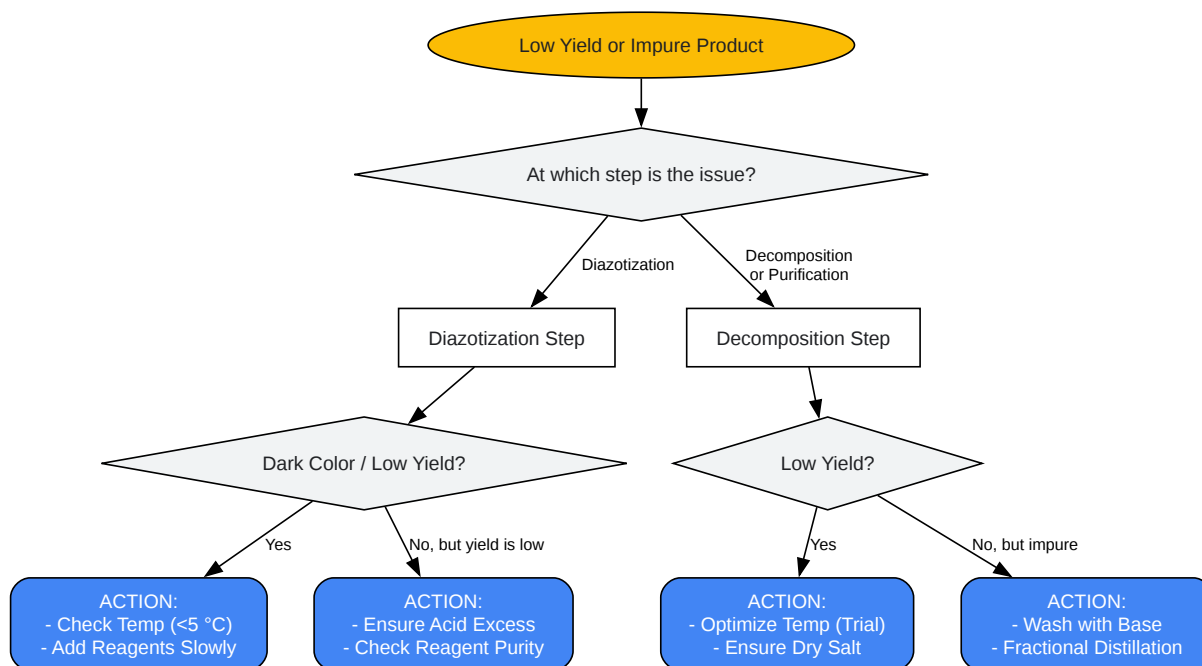 Low Yield or Impure Product
At which step is the issue?
Diazotization
Decomposition
or Purification
Diazotization Step
Decomposition Step
Dark Color / Low Yield?
Low Yield?
Yes
No, but yield is low
Yes
No, but impure
ACTION:
- Check Temp (<5 °C)
- Add Reagents Slowly
ACTION:
- Ensure Acid Excess
- Check Reagent Purity
ACTION:
- Optimize Temp (Trial)
- Ensure Dry Salt
ACTION:
- Wash with Base
- Fractional Distillation